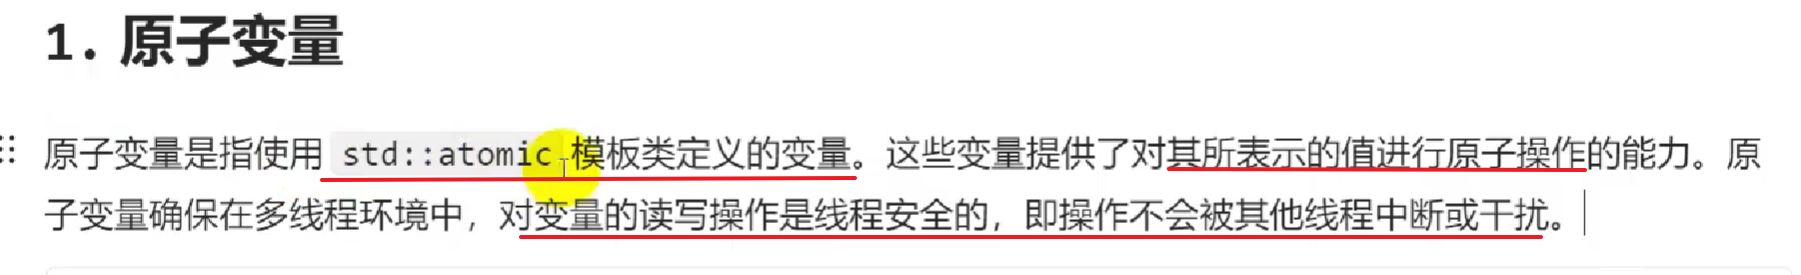 1. 原子变量
原子变量是指使用 std::atomic 模板类定义的变量。这些变量提供了对其所表示的值进行原子操作的能力。原
子变量确保在多线程环境中，对变量的读写操作是线程安全的，即操作不会被其他线程中断或干扰。